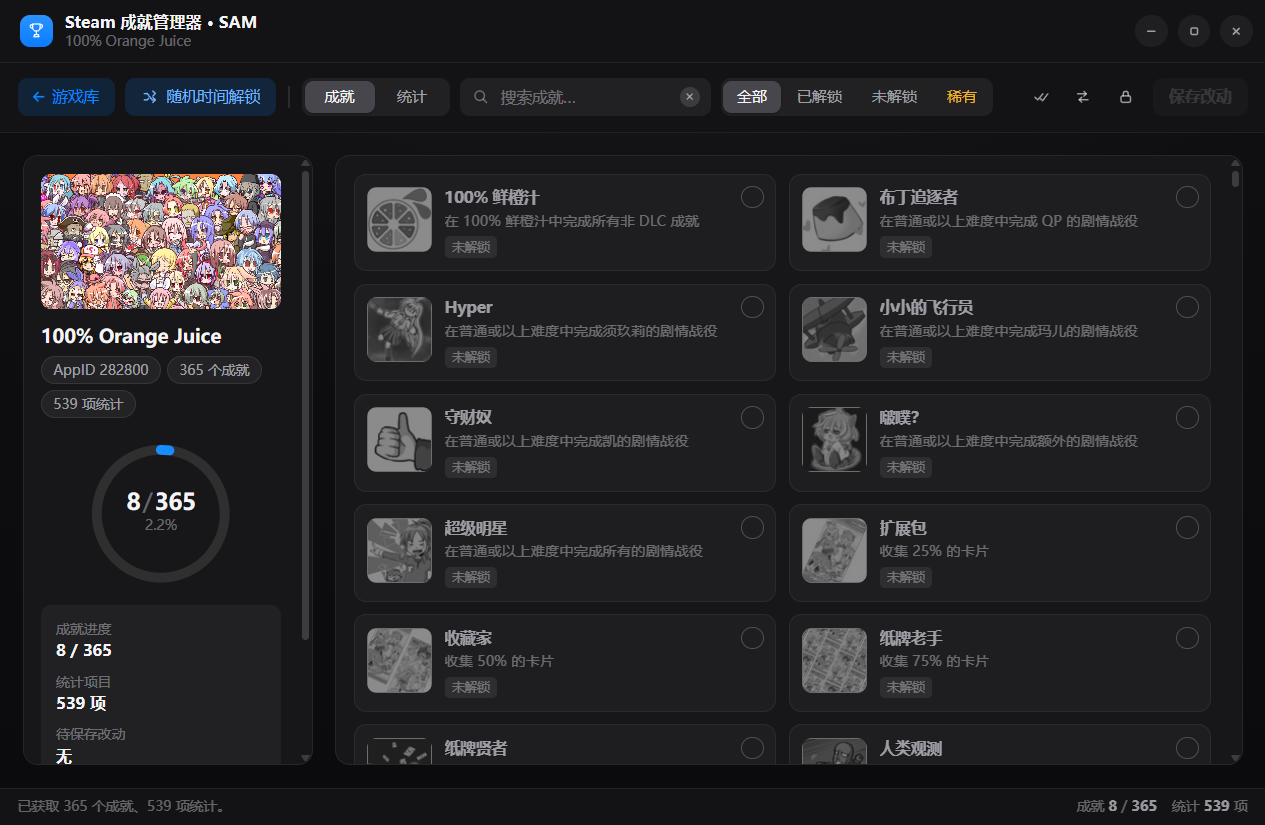 Steam 成就管理器 • SAM
100% Orange Juice
游戏库
随机时间解锁
成就
统计
搜索成就...
全部
已解锁
未解锁
稀有
保存改动
100% Orange Juice
AppID 282800
365 个成就
539 项统计
8/365
2.2%
成就进度
8 / 365
统计项目
539 项
待保存改动
无
100% 鲜橙汁
在 100% 鲜橙汁中完成所有非 DLC 成就
未解锁
布丁追逐者
在普通或以上难度中完成 QP 的剧情战役
未解锁
Hyper
在普通或以上难度中完成须玖莉的剧情战役
未解锁
小小的飞行员
在普通或以上难度中完成玛儿的剧情战役
未解锁
守财奴
在普通或以上难度中完成凯的剧情战役
未解锁
啵噗?
在普通或以上难度中完成额外的剧情战役
未解锁
超级明星
在普通或以上难度中完成所有的剧情战役
未解锁
扩展包
收集 25% 的卡片
未解锁
收藏家
收集 50% 的卡片
未解锁
纸牌老手
收集 75% 的卡片
未解锁
纸牌贤者
人类观测
已获取 365 个成就、539 项统计。
成就 8 / 365 统计 539 项